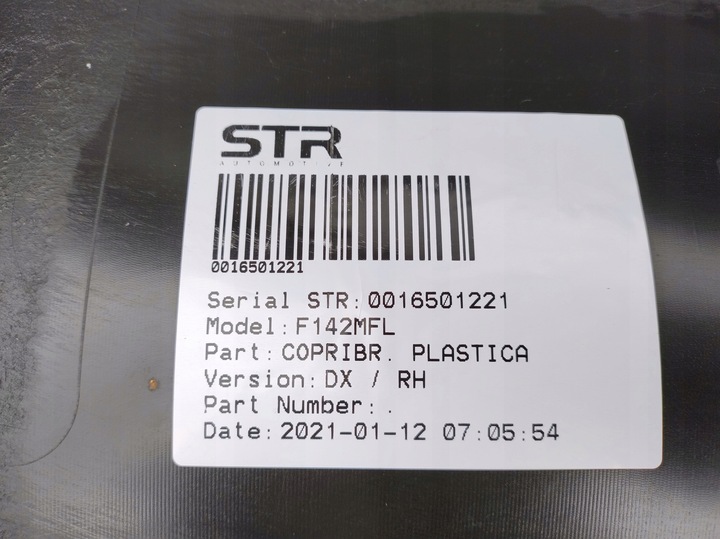 STR
AUTOMOTIVE
0016501221
Serial STR: 0016501221
Model: F142MFL
Part: COPRIBR. PLASTICA
Version: DX / RH
Part Number: .
Date: 2021-01-12 07:05:54